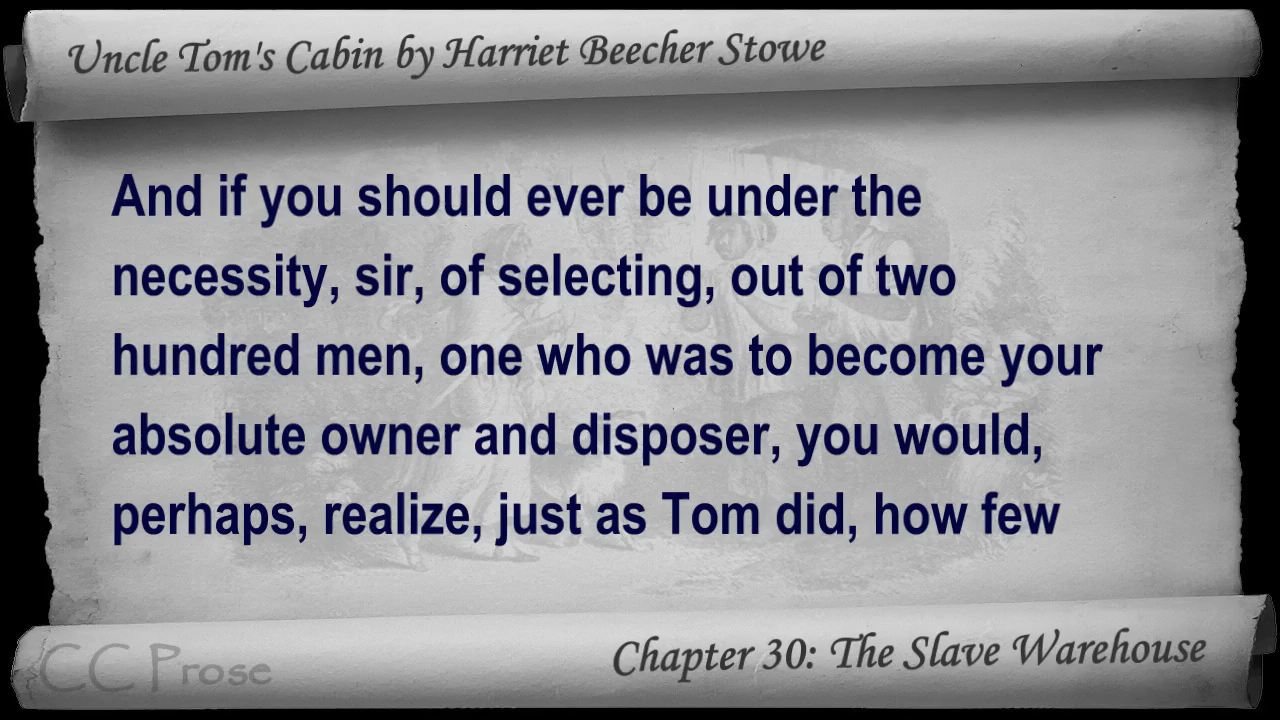 Uncle Tom's Cabin by Harriet Beecher Stowe
And if you should ever be under the
necessity, sir, of selecting, out of two
hundred men, one who was to become your
absolute owner and disposer, you would,
perhaps, realize, just as Tom did, how few
CC Prose
Chapter 30: The Slave Warehouse